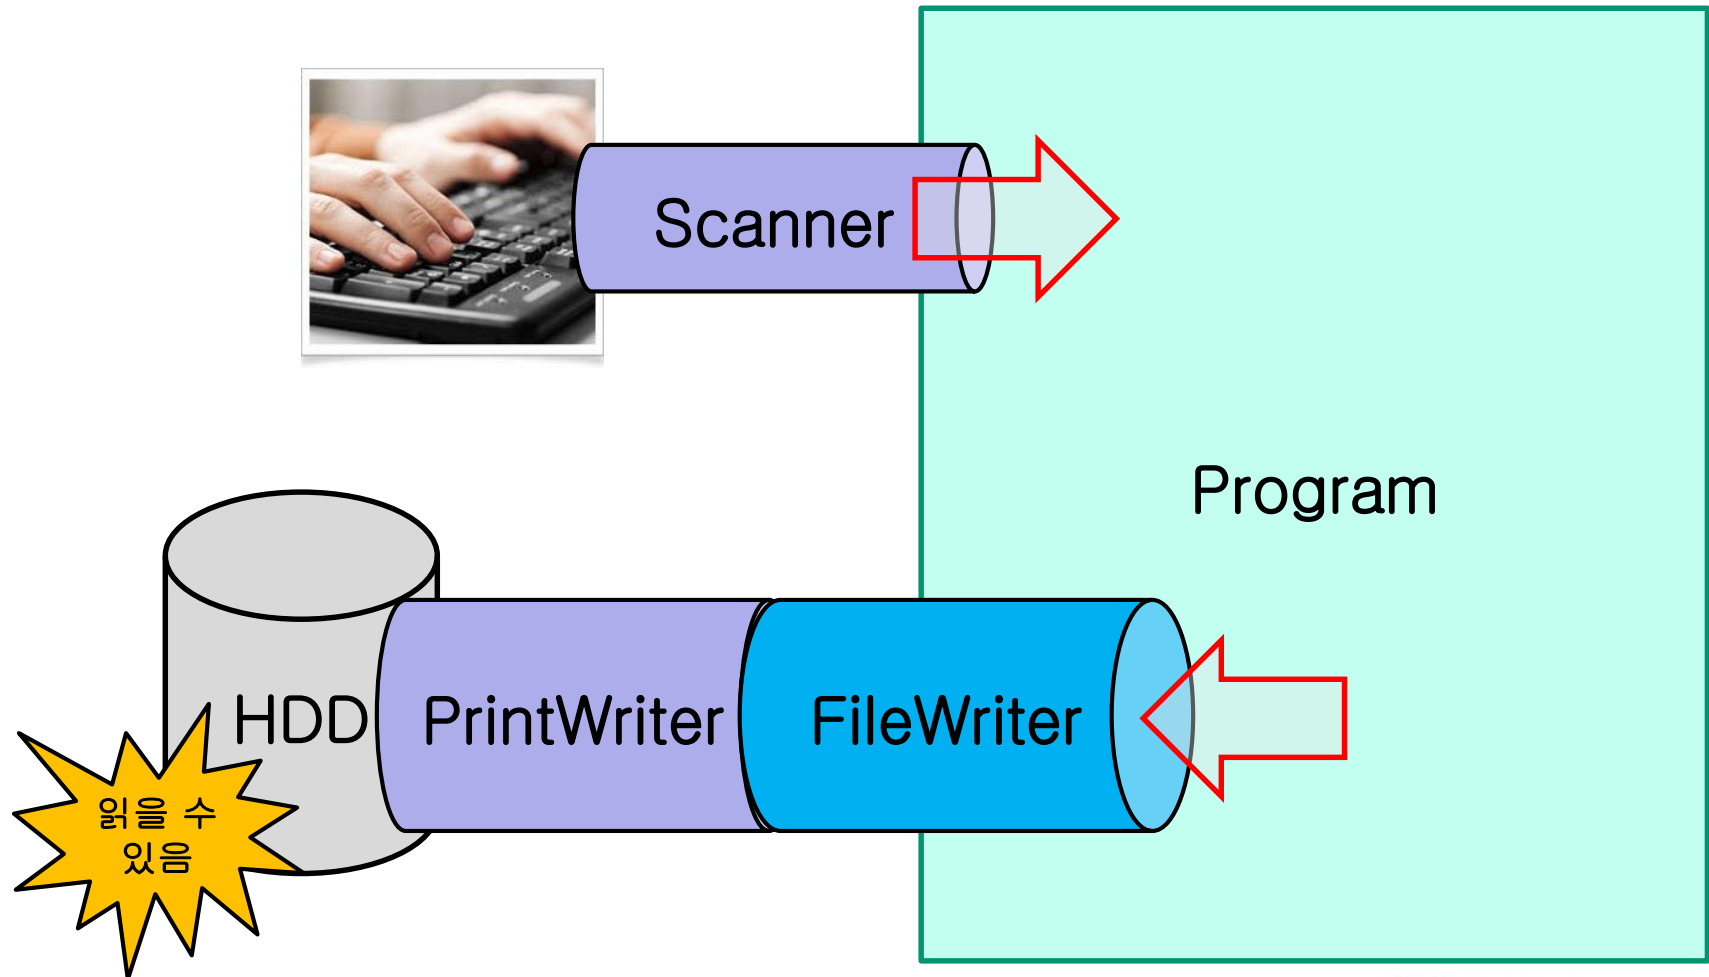 Scanner
Program
HDD
PrintWriter
FileWriter
읽을 수
있음